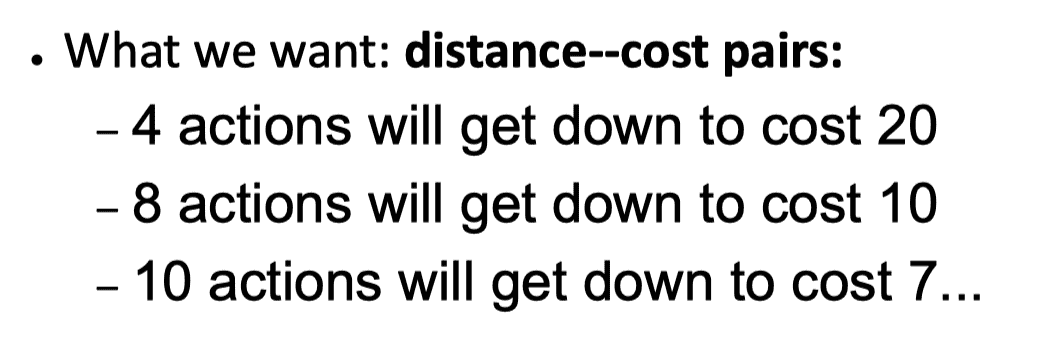 • What we want: distance--cost pairs:
– 4 actions will get down to cost 20
– 8 actions will get down to cost 10
– 10 actions will get down to cost 7...